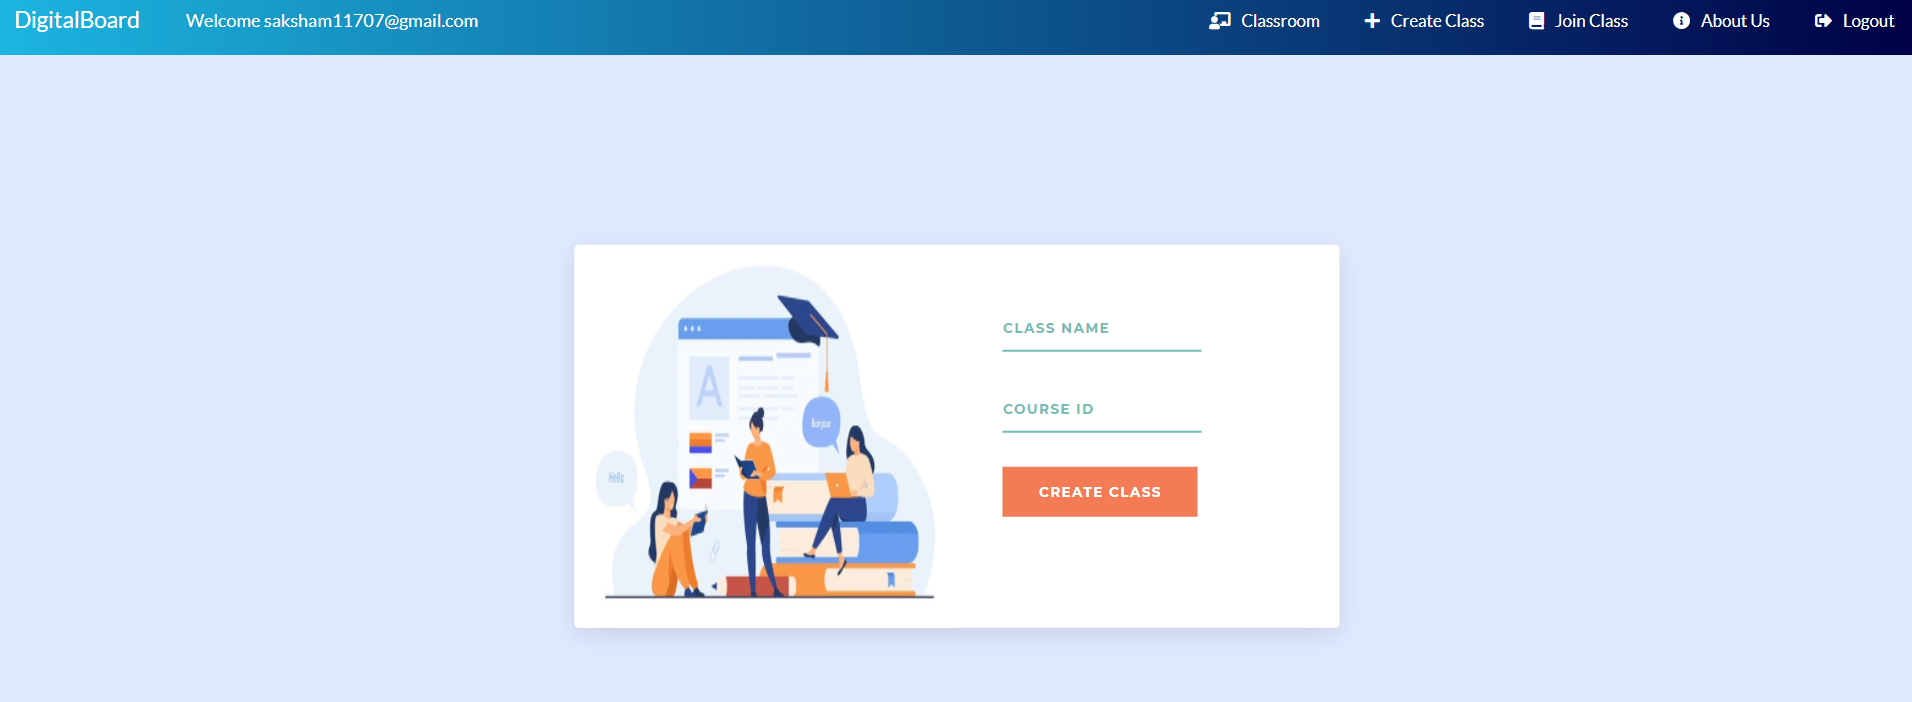 DigitalBoard Welcome saksham11707@gmail.com Classroom Create Class Join Class About Us Logout
CLASS NAME
A
Bonjour
COURSE ID
Hello
CREATE CLASS